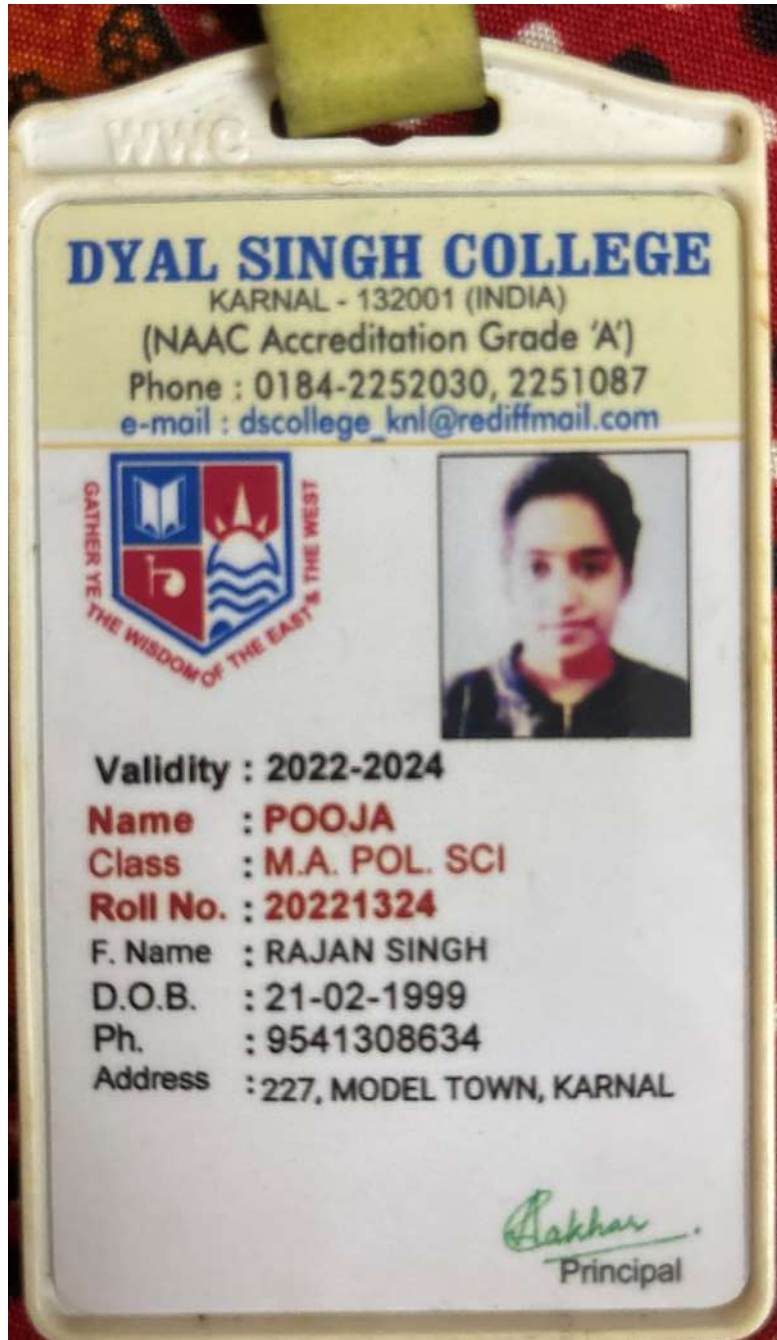 WWC
DYAL SINGH COLLEGE
KARNAL - 132001 (INDIA)
(NAAC Accreditation Grade 'A')
Phone : 0184-2252030, 2251087
e-mail : dscollege_knl@rediffmail.com
GATHER YE THE WISDOM OF THE EAST & THE WEST
Validity : 2022-2024
Name : POOJA
Class : M.A. POL. SCI
Roll No. : 20221324
F. Name : RAJAN SINGH
D.O.B. : 21-02-1999
Ph. : 9541308634
Address : 227, MODEL TOWN, KARNAL
Principal